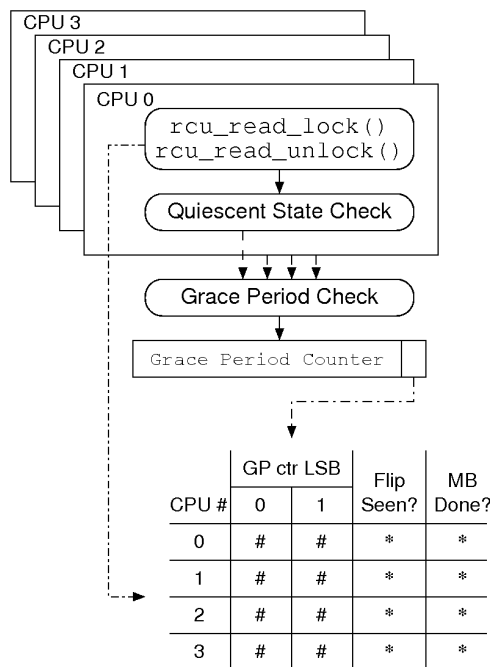 CPU 3
CPU 2
CPU 1
CPU 0
rcu_read_lock()
rcu_read_unlock()
Quiescent State Check
Grace Period Check
Grace Period Counter
GP ctr LSB Flip MB
CPU # 0 1 Seen? Done?
0 # # * *
1 # # * *
2 # # * *
3 # # * *